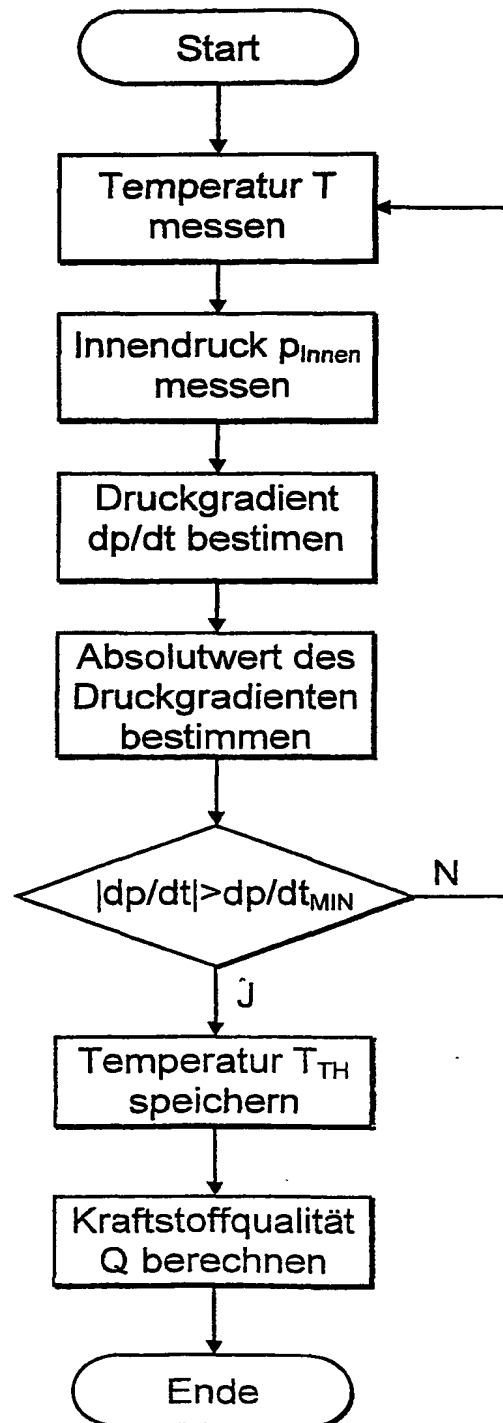 Start
Temperatur T
messen
Innendruck pInnen
messen
Druckgradient
dp/dt bestimen
Absolutwert des
Druckgradienten
bestimmen
|dp/dt|>dp/dtMIN
N
J
Temperatur TTH
speichern
Kraftstoffqualität
Q berechnen
Ende